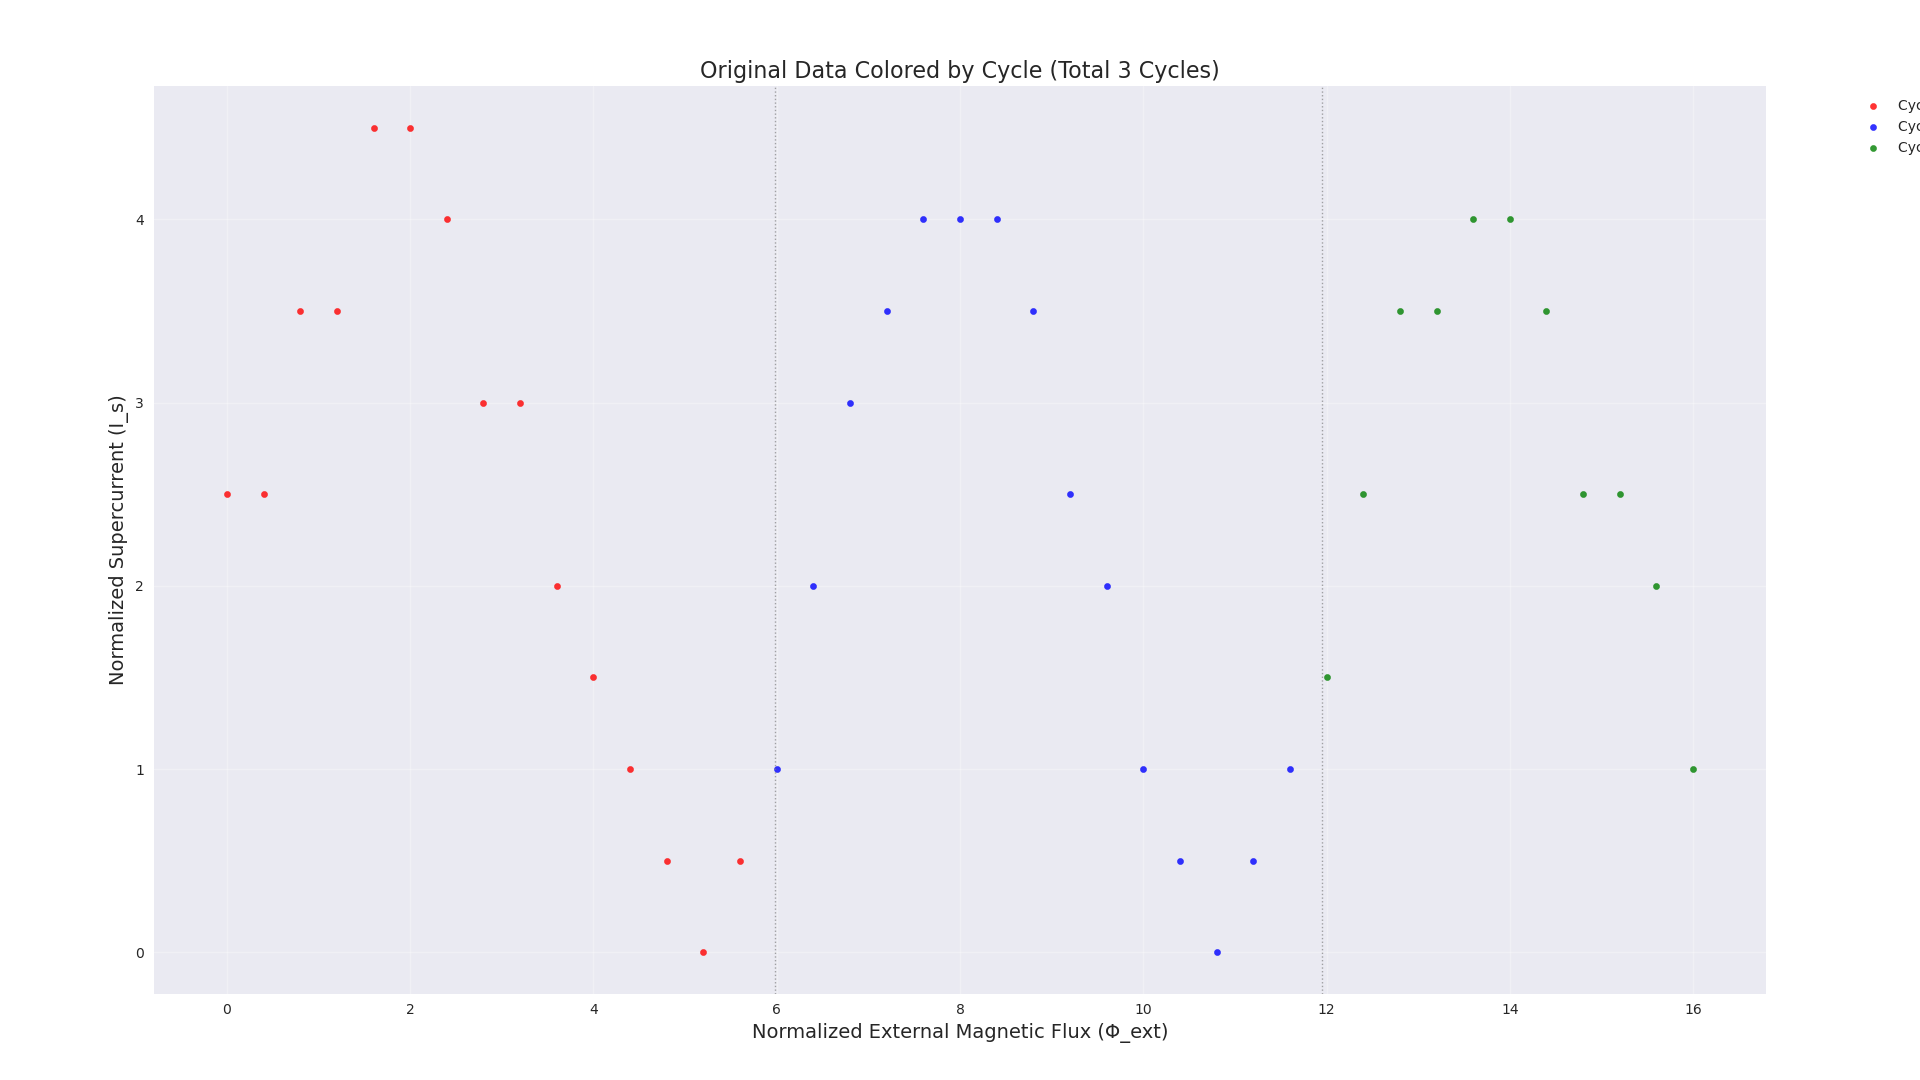 Original Data Colored by Cycle (Total 3 Cycles)
Cyc
Cyc
Cyc
4
3
2
1
0
Normalized Supercurrent (I_s)
0 2 4 6 8 10 12 14 16
Normalized External Magnetic Flux (Φ_ext)